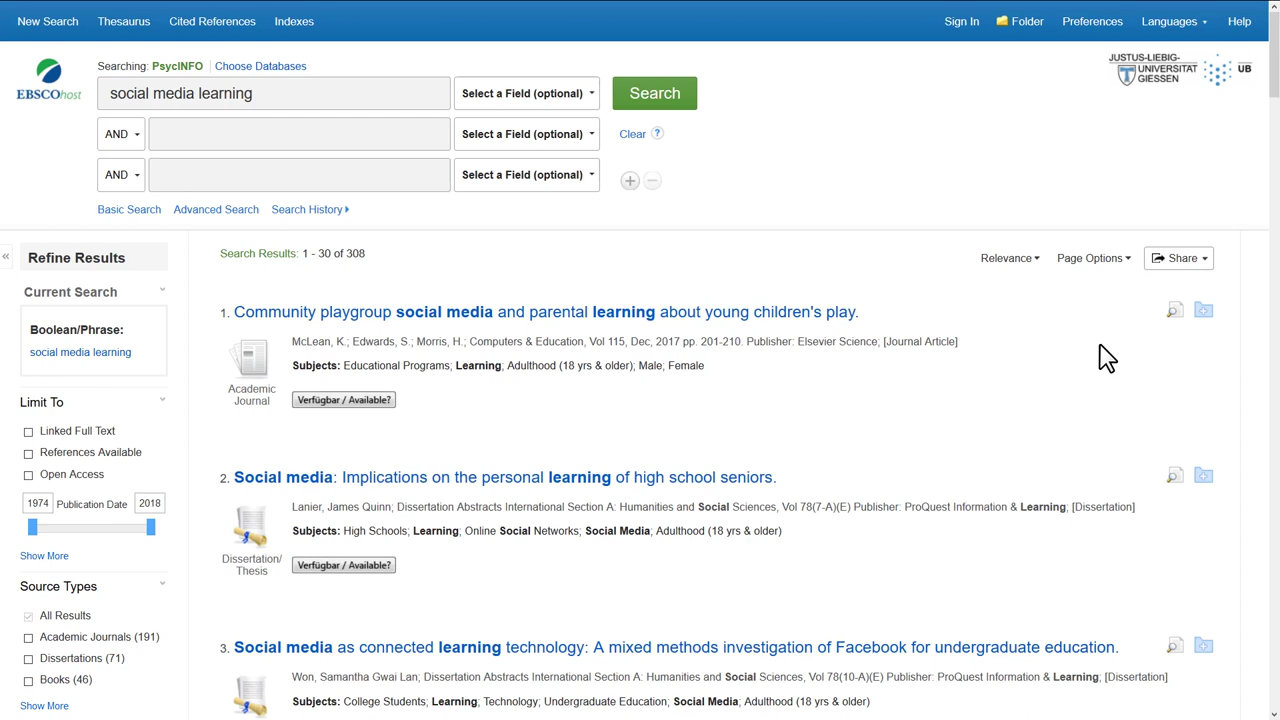 New Search Thesaurus Cited References Indexes Sign In Folder Preferences Languages Help
Searching: PsycINFO Choose Databases
EBSCOhost
social media learning Select a Field (optional) Search
JUSTUS-LIEBIG-
UNIVERSITÄT
GIESSEN
UB
AND Select a Field (optional) Clear ?
AND Select a Field (optional)
Basic Search Advanced Search Search History
Refine Results
Current Search
Boolean/Phrase:
social media learning
Limit To
Linked Full Text
References Available
Open Access
1974 Publication Date 2018
Show More
Source Types
All Results
Academic Journals (191)
Dissertations (71)
Books (46)
Show More
Search Results: 1 - 30 of 308 Relevance Page Options Share
1. Community playgroup social media and parental learning about young children's play.
McLean, K.; Edwards, S.; Morris, H.; Computers & Education, Vol 115, Dec, 2017 pp. 201-210. Publisher: Elsevier Science; [Journal Article]
Subjects: Educational Programs; Learning; Adulthood (18 yrs & older); Male; Female
Academic
Journal
Verfügbar / Available?
2. Social media: Implications on the personal learning of high school seniors.
Lanier, James Quinn; Dissertation Abstracts International Section A: Humanities and Social Sciences, Vol 78(7-A)(E) Publisher: ProQuest Information & Learning; [Dissertation]
Subjects: High Schools; Learning; Online Social Networks; Social Media; Adulthood (18 yrs & older)
Dissertation/
Thesis
Verfügbar / Available?
3. Social media as connected learning technology: A mixed methods investigation of Facebook for undergraduate education.
Won, Samantha Gwai Lan; Dissertation Abstracts International Section A: Humanities and Social Sciences, Vol 78(10-A)(E) Publisher: ProQuest Information & Learning; [Dissertation]
Subjects: College Students; Learning; Technology; Undergraduate Education; Social Media; Adulthood (18 yrs & older)